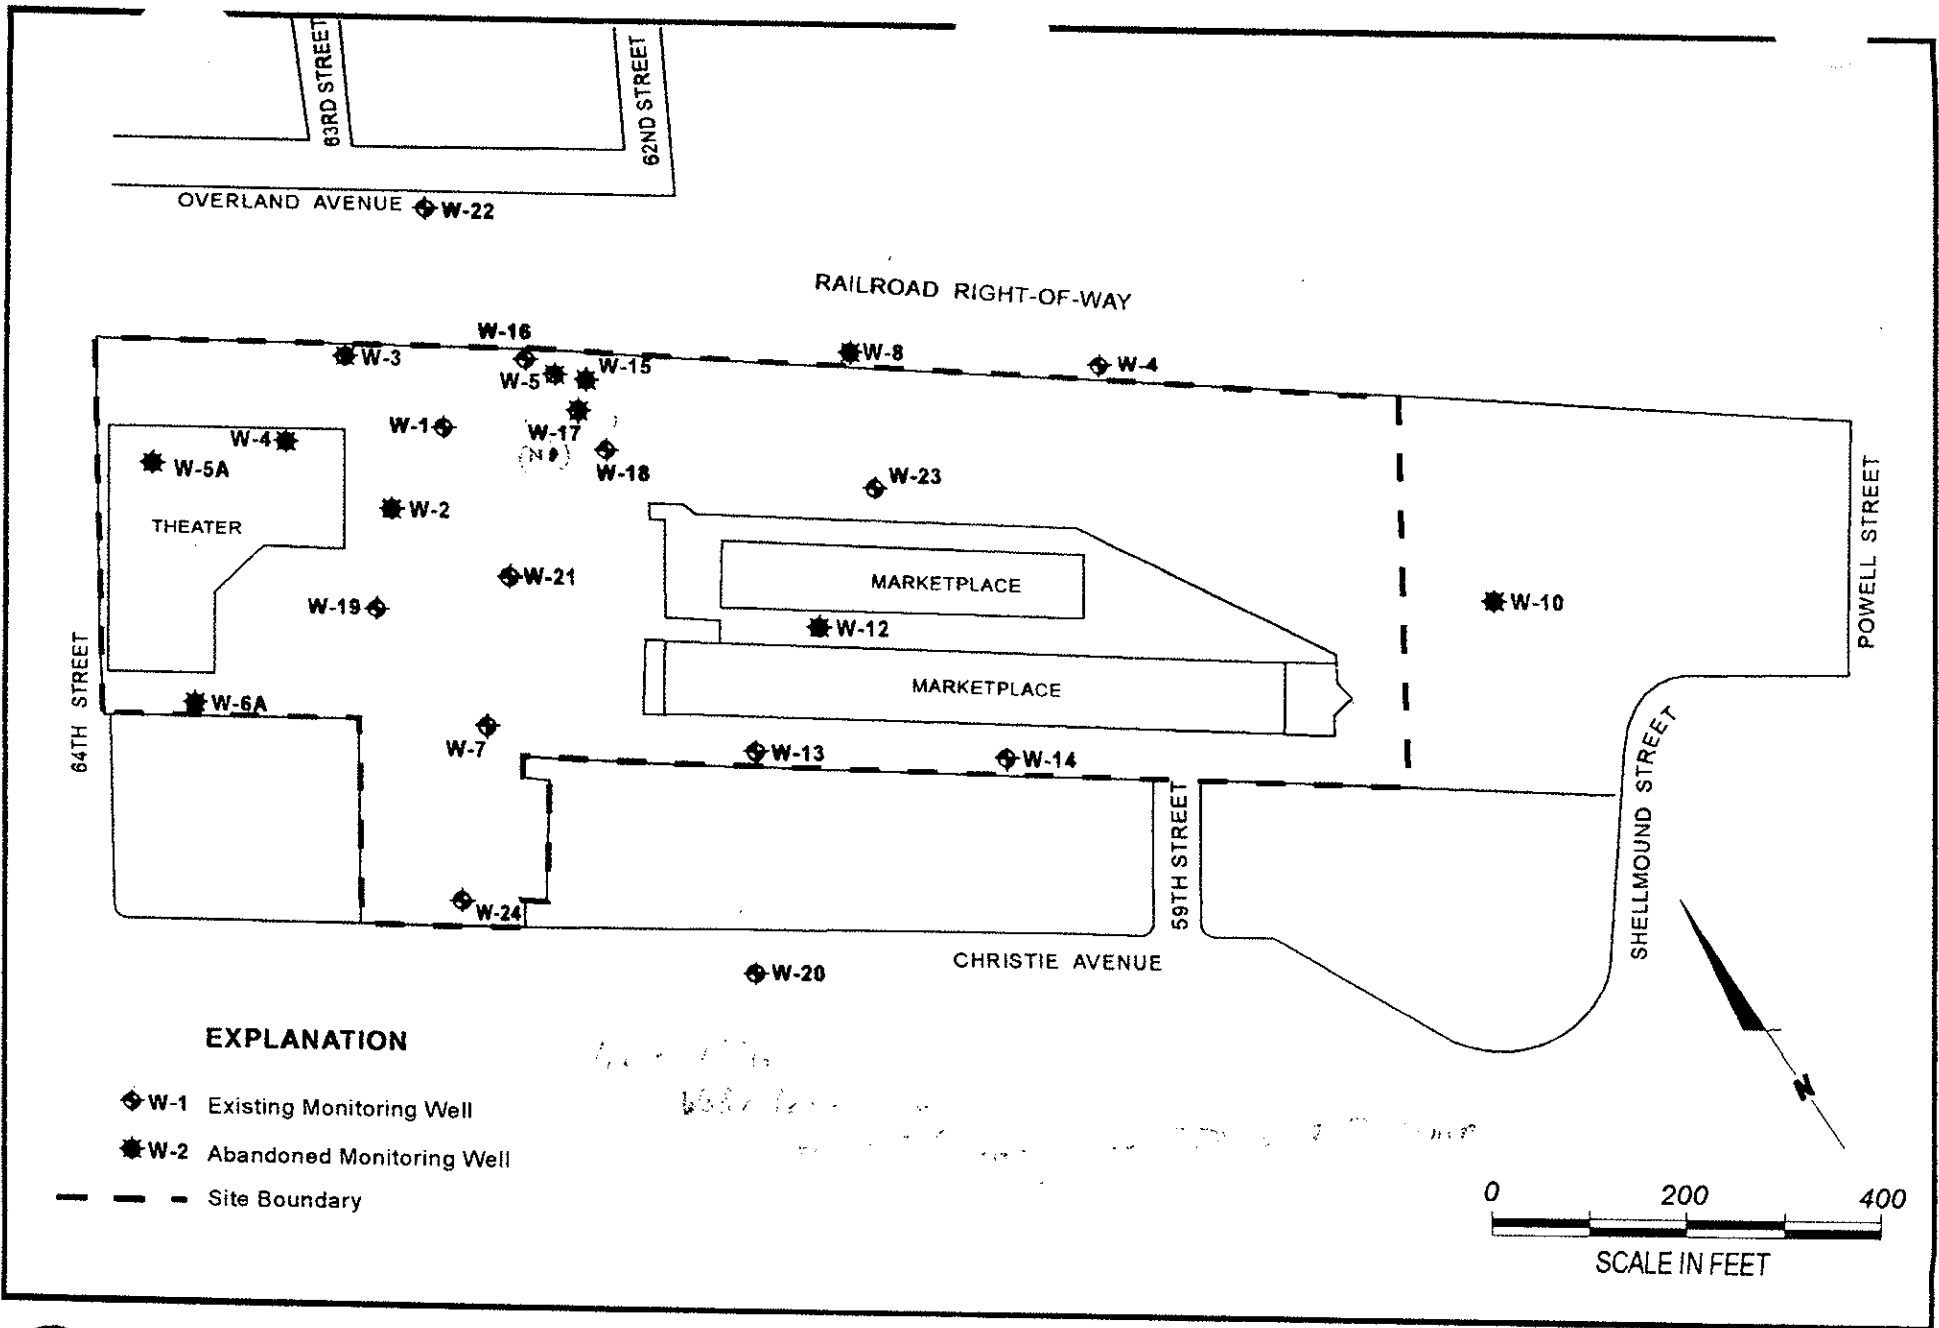 63RD STREET
62ND STREET
OVERLAND AVENUE
W-22
RAILROAD RIGHT-OF-WAY
W-16
W-3
W-8
W-4
W-5
W-15
W-1
W-17
W-4
W-18
W-5A
W-23
W-2
THEATER
W-21
MARKETPLACE
W-19
W-10
W-12
POWELL STREET
MARKETPLACE
64TH STREET
W-6A
W-7
W-13
W-14
59TH STREET
SHELLMOUND STREET
W-24
CHRISTIE AVENUE
W-20
EXPLANATION
W-1 Existing Monitoring Well
W-2 Abandoned Monitoring Well
Site Boundary
N
0 200 400
SCALE IN FEET